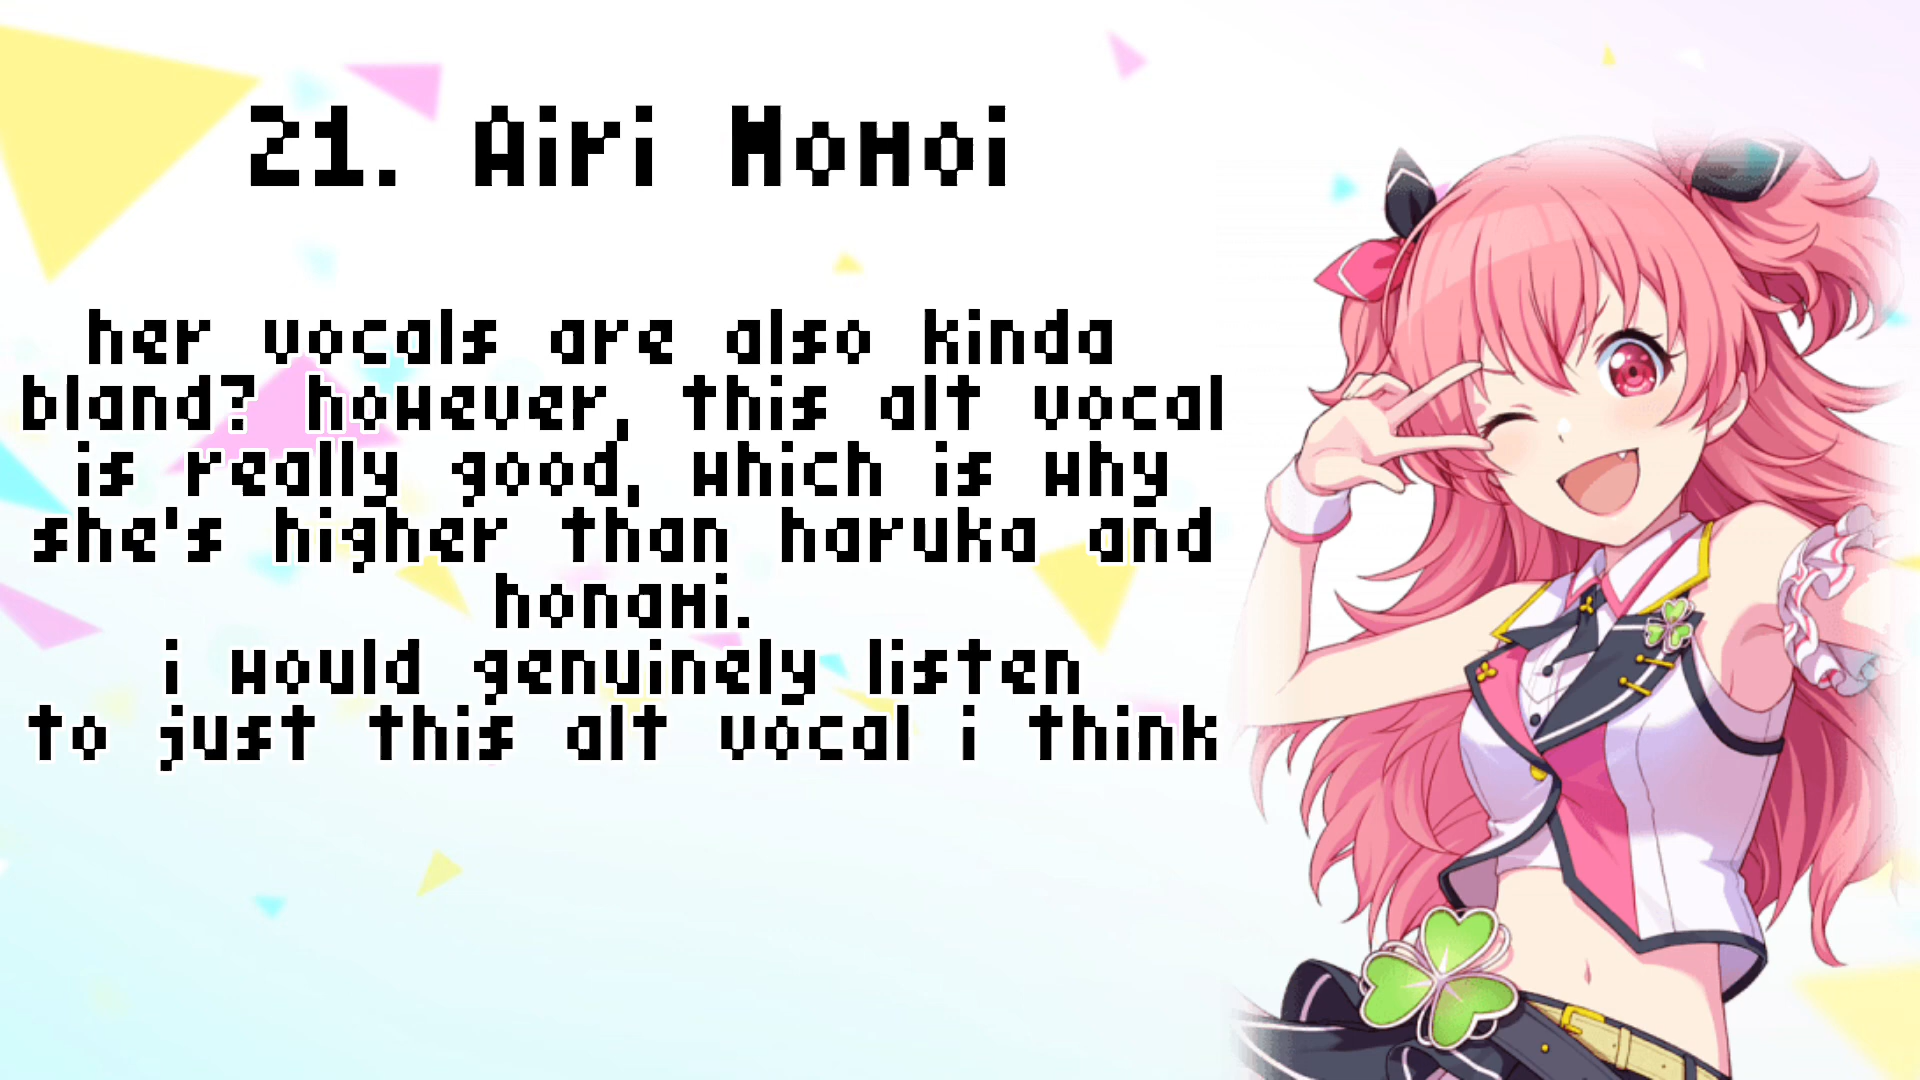 21. Airi Momoi
her vocals are also kinda
bland? however, this alt vocal
is really good, which is why
she's higher than haruka and
honami.
i would genuinely listen
to just this alt vocal i think